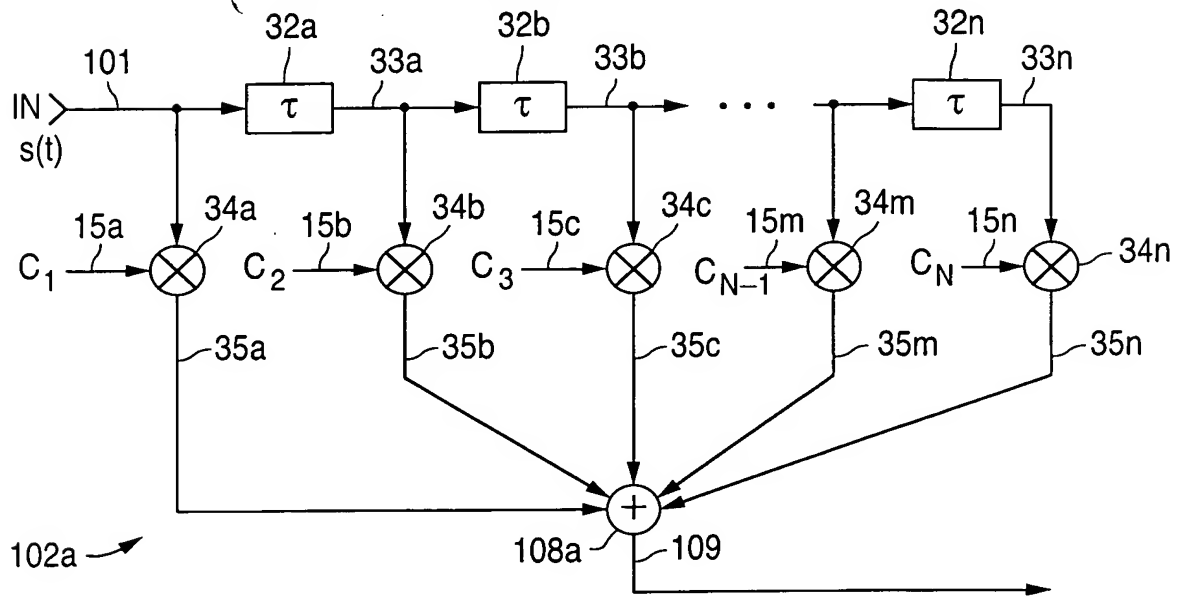 32a
32b
32n
101
33a
33b
33n
IN
τ
τ
. . .
τ
s(t)
15a
34a
15b
34b
15c
34c
15m
34m
15n
34n
C1
C2
C3
CN–1
CN
35a
35b
35c
35m
35n
+
102a
108a
109